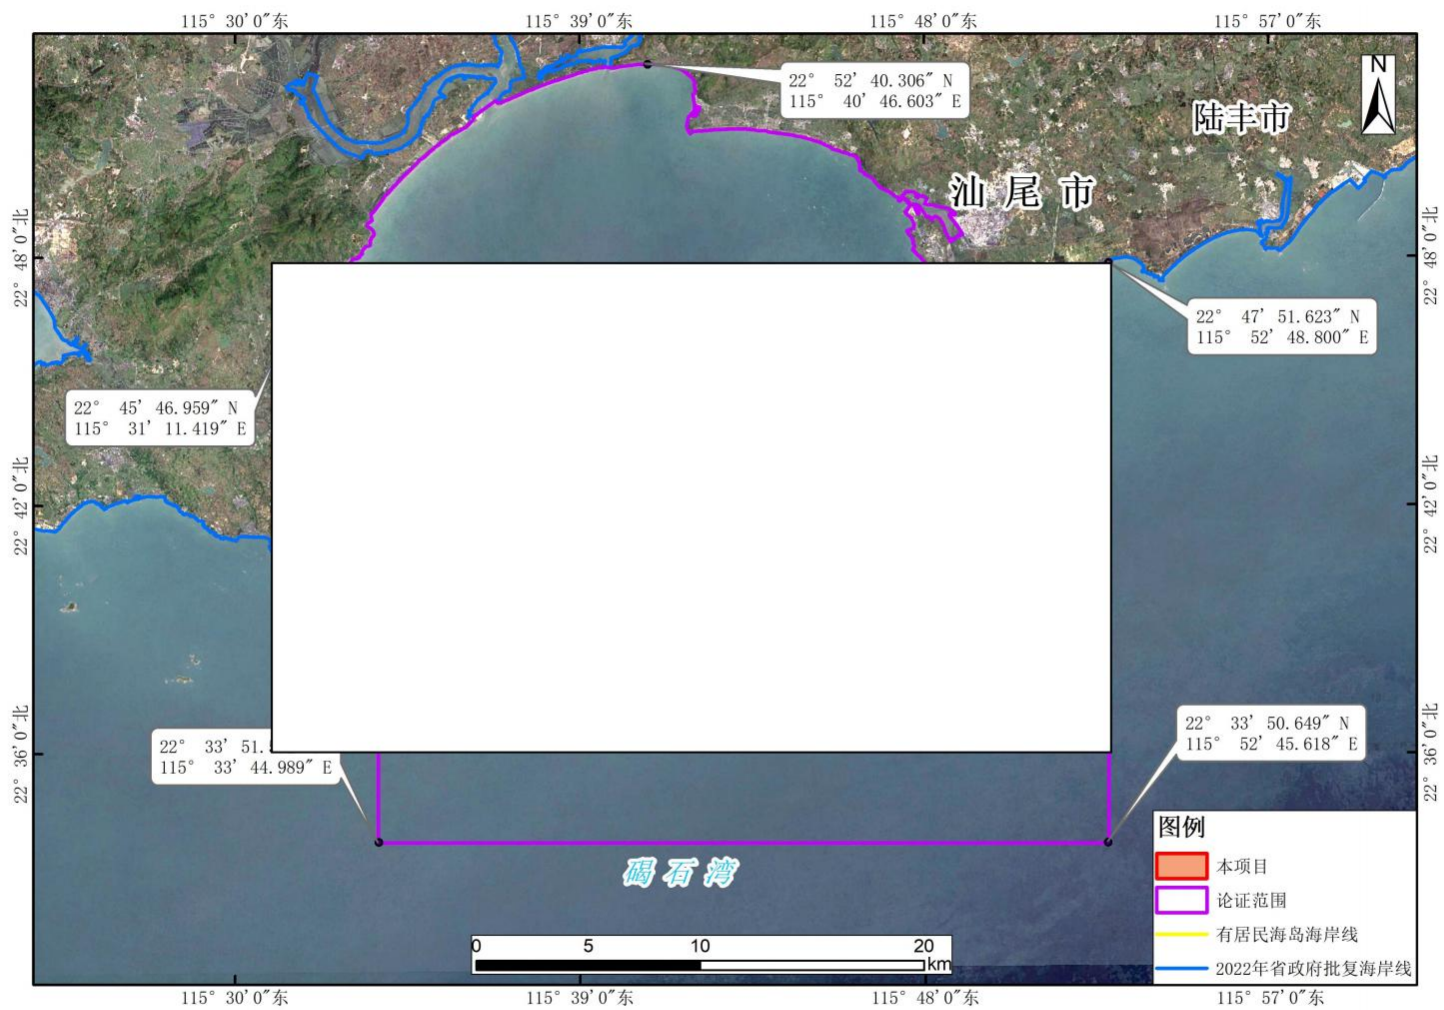 115° 30′ 0″东
115° 39′ 0″东
115° 48′ 0″东
115° 57′ 0″东
22° 52′ 40.306″ N
115° 40′ 46.603″ E
N
陆丰市
汕尾市
22° 48′ 0″北
22° 48′ 0″北
22° 47′ 51.623″ N
115° 52′ 48.800″ E
22° 45′ 46.959″ N
115° 31′ 11.419″ E
22° 42′ 0″北
22° 42′ 0″北
22° 33′ 51.
115° 33′ 44.989″ E
22° 33′ 50.649″ N
115° 52′ 45.618″ E
22° 36′ 0″北
22° 36′ 0″北
碣石湾
图例
本项目
论证范围
有居民海岛海岸线
2022年省政府批复海岸线
0 5 10 20
km
115° 30′ 0″东
115° 39′ 0″东
115° 48′ 0″东
115° 57′ 0″东